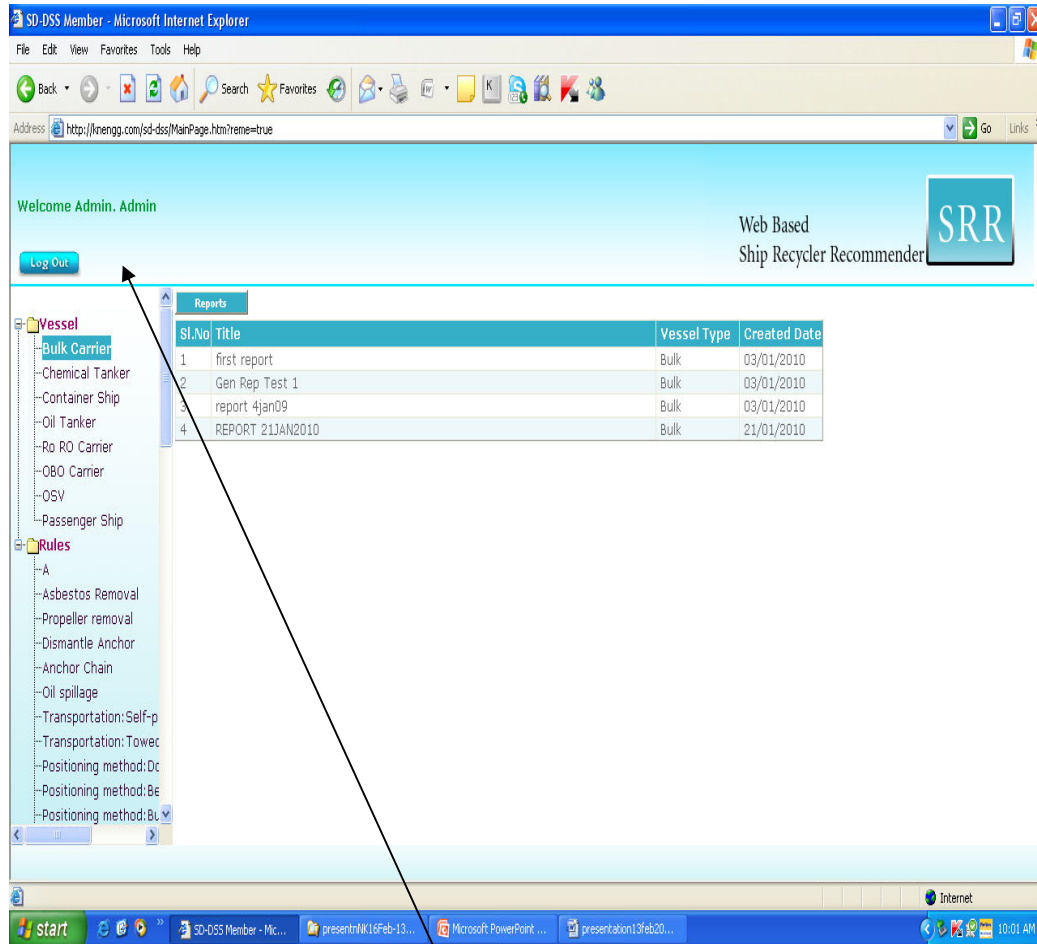 SD-DSS Member - Microsoft Internet Explorer
File Edit View Favorites Tools Help
Back Search Favorites
Address http://knengg.com/sd-dss/MainPage.htm?reme=true Go Links
Welcome Admin. Admin
Log Out
Web Based
Ship Recycler Recommender
SRR
Reports
Sl.No Title Vessel Type Created Date
1 first report Bulk 03/01/2010
2 Gen Rep Test 1 Bulk 03/01/2010
3 report 4jan09 Bulk 03/01/2010
4 REPORT 21JAN2010 Bulk 21/01/2010
Vessel
Bulk Carrier
Chemical Tanker
Container Ship
Oil Tanker
Ro RO Carrier
OBO Carrier
OSV
Passenger Ship
Rules
A
Asbestos Removal
Propeller removal
Dismantle Anchor
Anchor Chain
Oil spillage
Transportation:Self-p
Transportation:Towed
Positioning method:Do
Positioning method:Be
Positioning method:Bu
Internet
start SD-DSS Member - Mic... presentnNK16Feb-13... Microsoft PowerPoint ... presentation13feb20... 10:01 AM